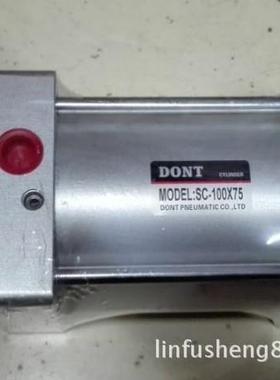 DONT
CYLINDER
MODEL:SC-100X75
DONT PNEUMATIC CO.,LTD
linfusheng8